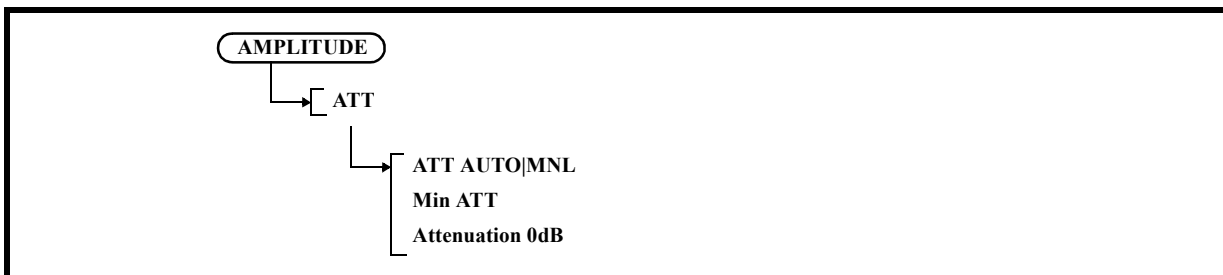 AMPLITUDE
ATT
ATT AUTO|MNL
Min ATT
Attenuation 0dB